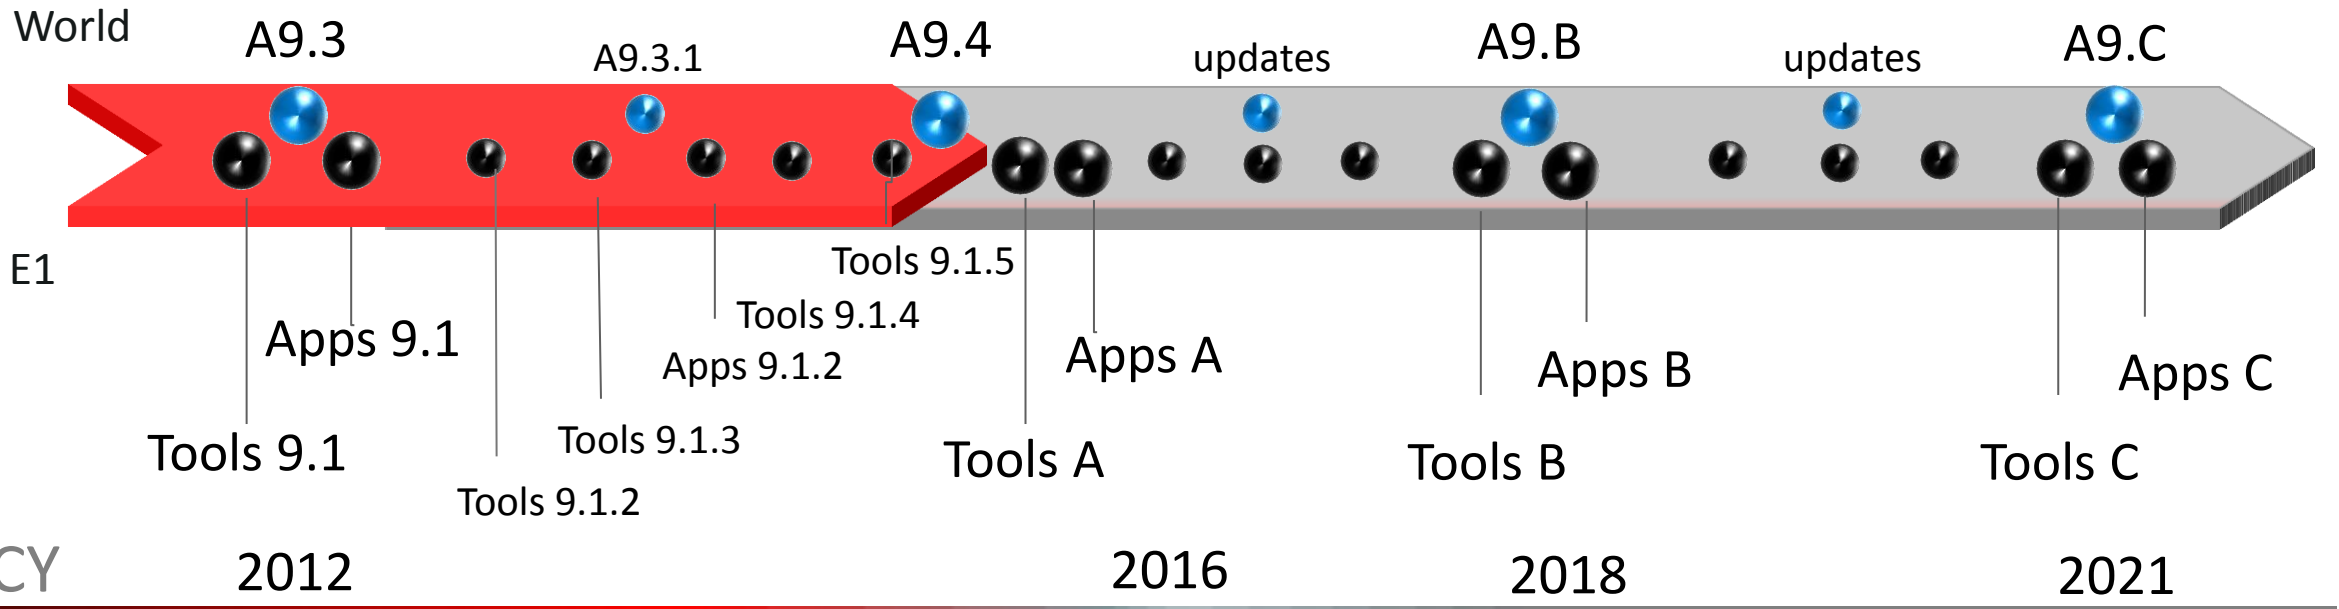 World
A9.3
A9.3.1
A9.4
updates
A9.B
updates
A9.C
E1
Tools 9.1.5
Tools 9.1.4
Apps 9.1
Apps 9.1.2
Apps A
Apps B
Apps C
Tools 9.1
Tools 9.1.3
Tools A
Tools B
Tools C
Tools 9.1.2
CY
2012
2016
2018
2021